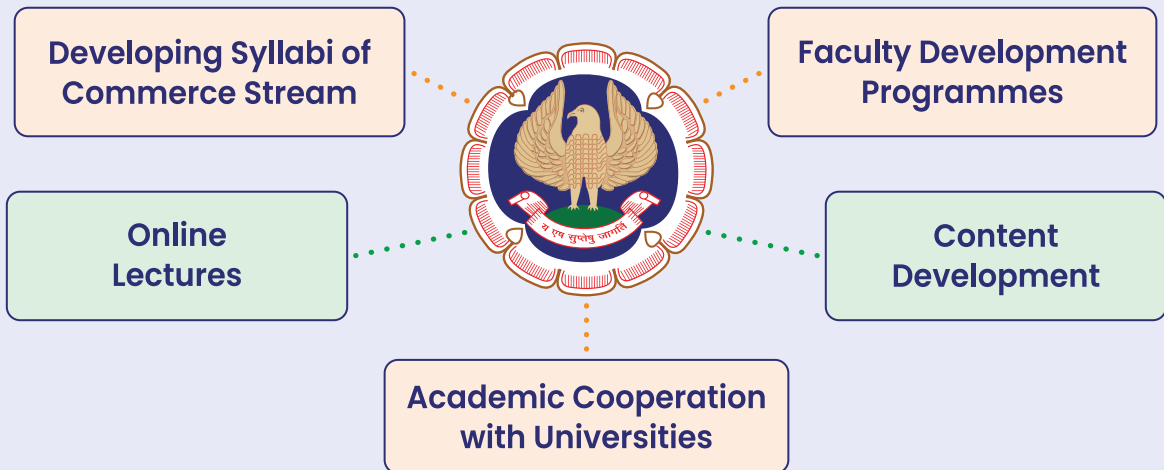 Developing Syllabi of
Commerce Stream
Faculty Development
Programmes
य एष सुप्तेषु जागर्ति
Online
Lectures
Content
Development
Academic Cooperation
with Universities